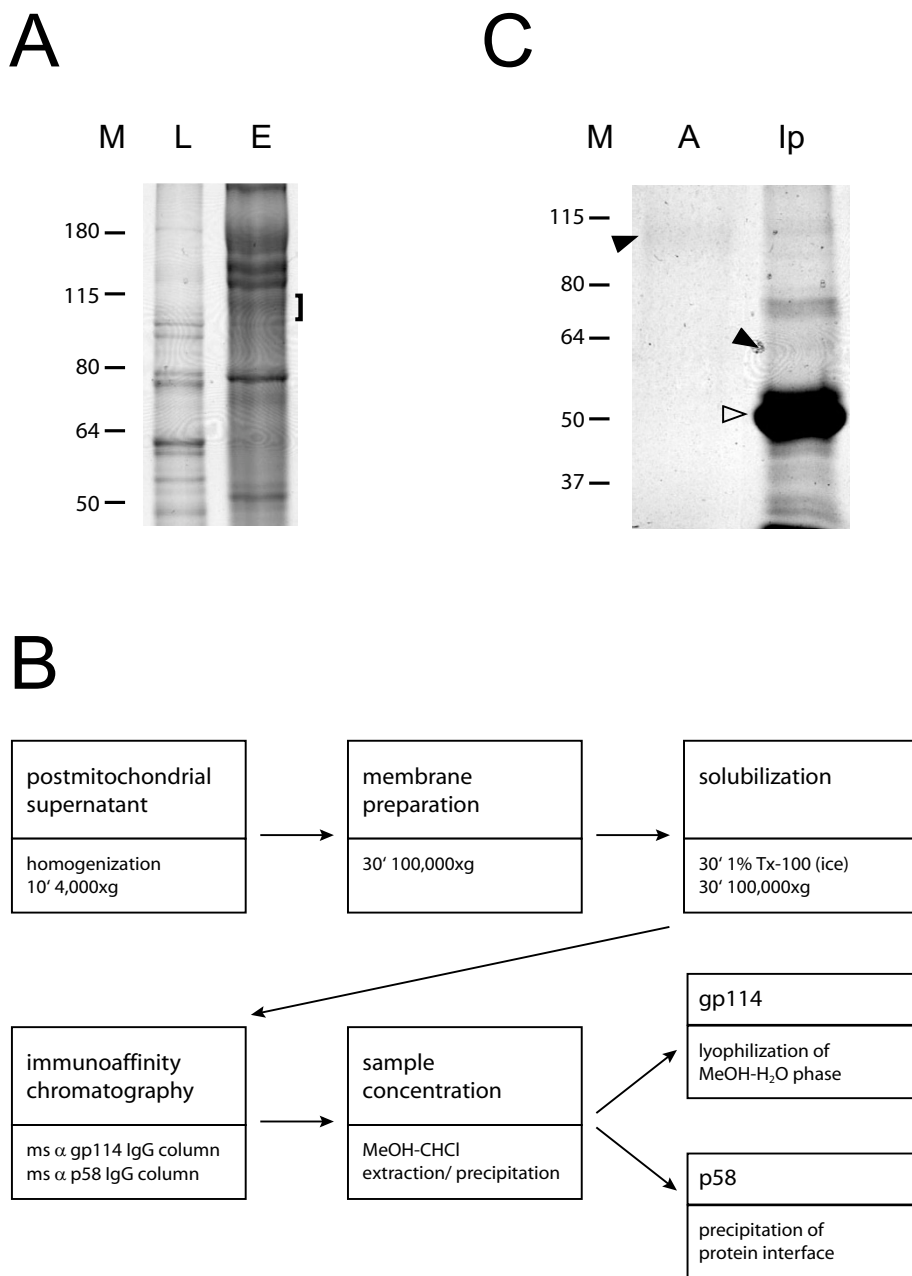 A
M L E
180
115
80
64
50
C
M A Ip
115
80
64
50
37
B
postmitochondrial
supernatant
homogenization
10‘ 4,000xg
membrane
preparation
30‘ 100,000xg
solubilization
30‘ 1% Tx-100 (ice)
30‘ 100,000xg
immunoaffinity
chromatography
ms α gp114 IgG column
ms α p58 IgG column
sample
concentration
MeOH-CHCl
extraction/ precipitation
gp114
lyophilization of
MeOH-H₂O phase
p58
precipitation of
protein interface